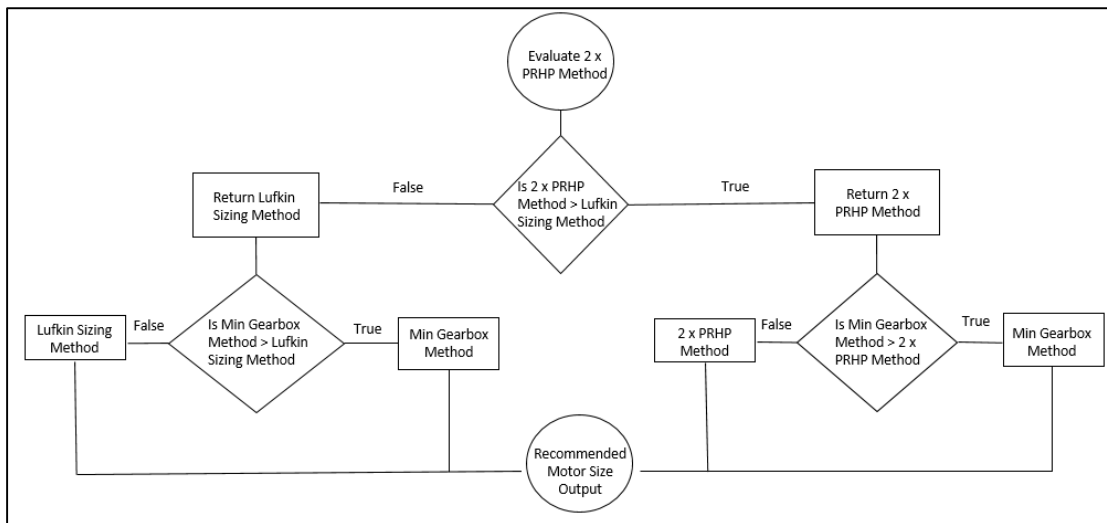 Evaluate 2 x
PRHP Method
Return Lufkin
Sizing Method
False
Is 2 x PRHP
Method > Lufkin
Sizing Method
True
Return 2 x
PRHP Method
Lufkin Sizing
Method
False
Is Min Gearbox
Method > Lufkin
Sizing Method
True
Min Gearbox
Method
2 x PRHP
Method
False
Is Min Gearbox
Method > 2 x
PRHP Method
True
Min Gearbox
Method
Recommended
Motor Size
Output